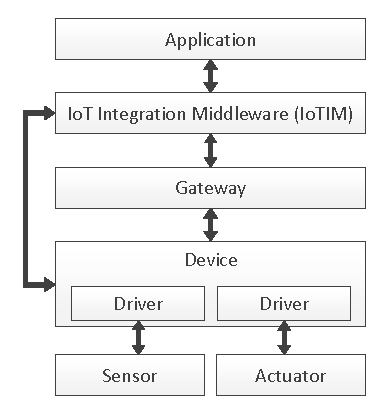 Application
IoT Integration Middleware (IoTIM)
Gateway
Device
Driver
Driver
Sensor
Actuator